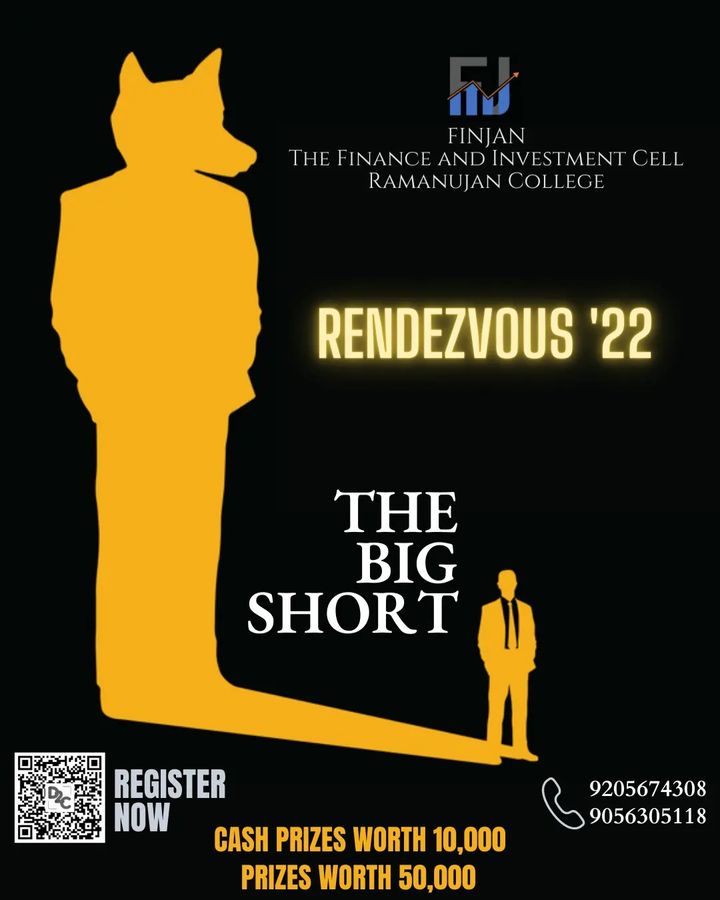 FJ
FINJAN
THE FINANCE AND INVESTMENT CELL
RAMANUJAN COLLEGE
RENDEZVOUS '22
THE
BIG
SHORT
D2C
REGISTER
NOW
9205674308
9056305118
CASH PRIZES WORTH 10,000
PRIZES WORTH 50,000